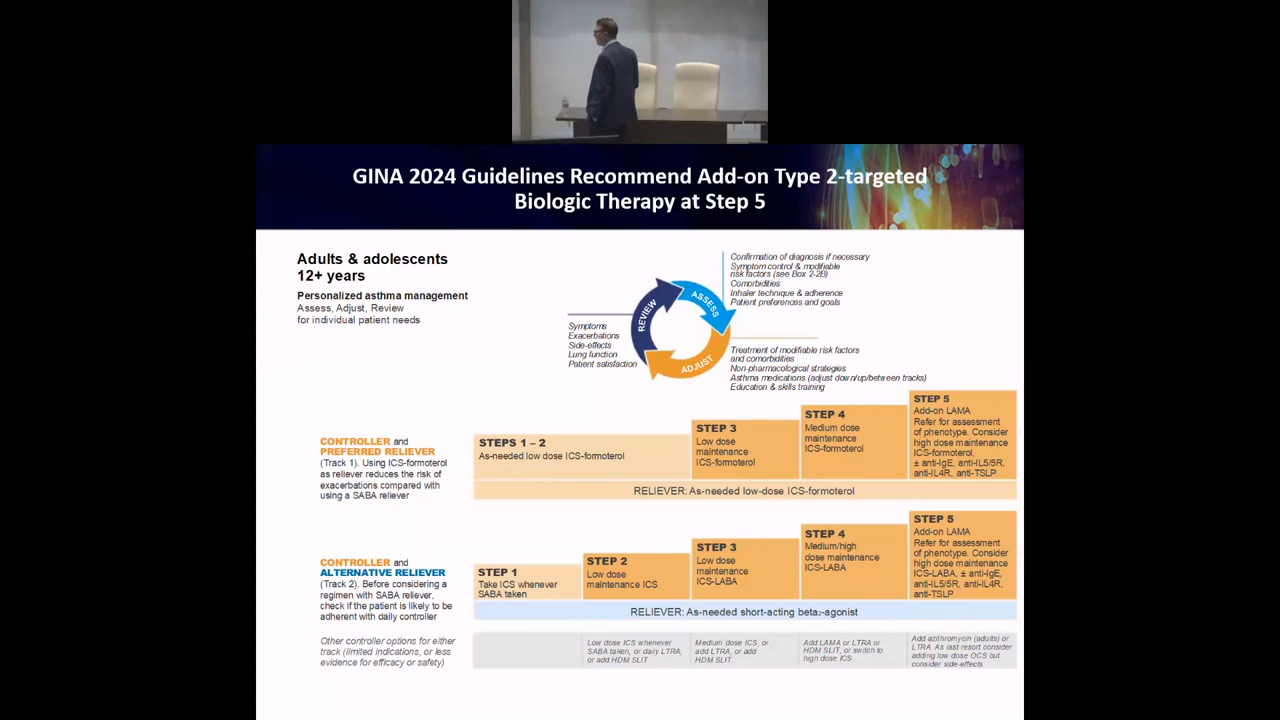 GINA 2024 Guidelines Recommend Add-on Type 2-targeted
Biologic Therapy at Step 5
Adults & adolescents
12+ years
Personalized asthma management
Assess, Adjust, Review
for individual patient needs
Confirmation of diagnosis if necessary
Symptom control & modifiable
risk factors (see Box 2-2B)
Comorbidities
Inhaler technique & adherence
Patient preferences and goals
REVIEW
ASSESS
ADJUST
Symptoms
Exacerbations
Side-effects
Lung function
Patient satisfaction
Treatment of modifiable risk factors
and comorbidities
Non-pharmacological strategies
Asthma medications (adjust down/up/between tracks)
Education & skills training
CONTROLLER and
PREFERRED RELIEVER
(Track 1). Using ICS-formoterol
as reliever reduces the risk of
exacerbations compared with
using a SABA reliever
STEPS 1 – 2
As-needed low dose ICS-formoterol
STEP 3
Low dose
maintenance
ICS-formoterol
STEP 4
Medium dose
maintenance
ICS-formoterol
STEP 5
Add-on LAMA
Refer for assessment
of phenotype. Consider
high dose maintenance
ICS-formoterol,
± anti-IgE, anti-IL5/5R,
anti-IL4R, anti-TSLP
RELIEVER: As-needed low-dose ICS-formoterol
CONTROLLER and
ALTERNATIVE RELIEVER
(Track 2). Before considering a
regimen with SABA reliever,
check if the patient is likely to be
adherent with daily controller
STEP 1
Take ICS whenever
SABA taken
STEP 2
Low dose
maintenance ICS
STEP 3
Low dose
maintenance
ICS-LABA
STEP 4
Medium/high
dose maintenance
ICS-LABA
STEP 5
Add-on LAMA
Refer for assessment
of phenotype. Consider
high dose maintenance
ICS-LABA, ± anti-IgE,
anti-IL5/5R, anti-IL4R,
anti-TSLP
RELIEVER: As-needed short-acting beta₂-agonist
Other controller options for either
track (limited indications, or less
evidence for efficacy or safety)
Low dose ICS whenever
SABA taken, or daily LTRA,
or add HDM SLIT
Medium dose ICS, or
add LTRA, or add
HDM SLIT
Add LAMA or LTRA or
HDM SLIT, or switch to
high dose ICS
Add azithromycin (adults) or
LTRA. As last resort consider
adding low dose OCS but
consider side-effects